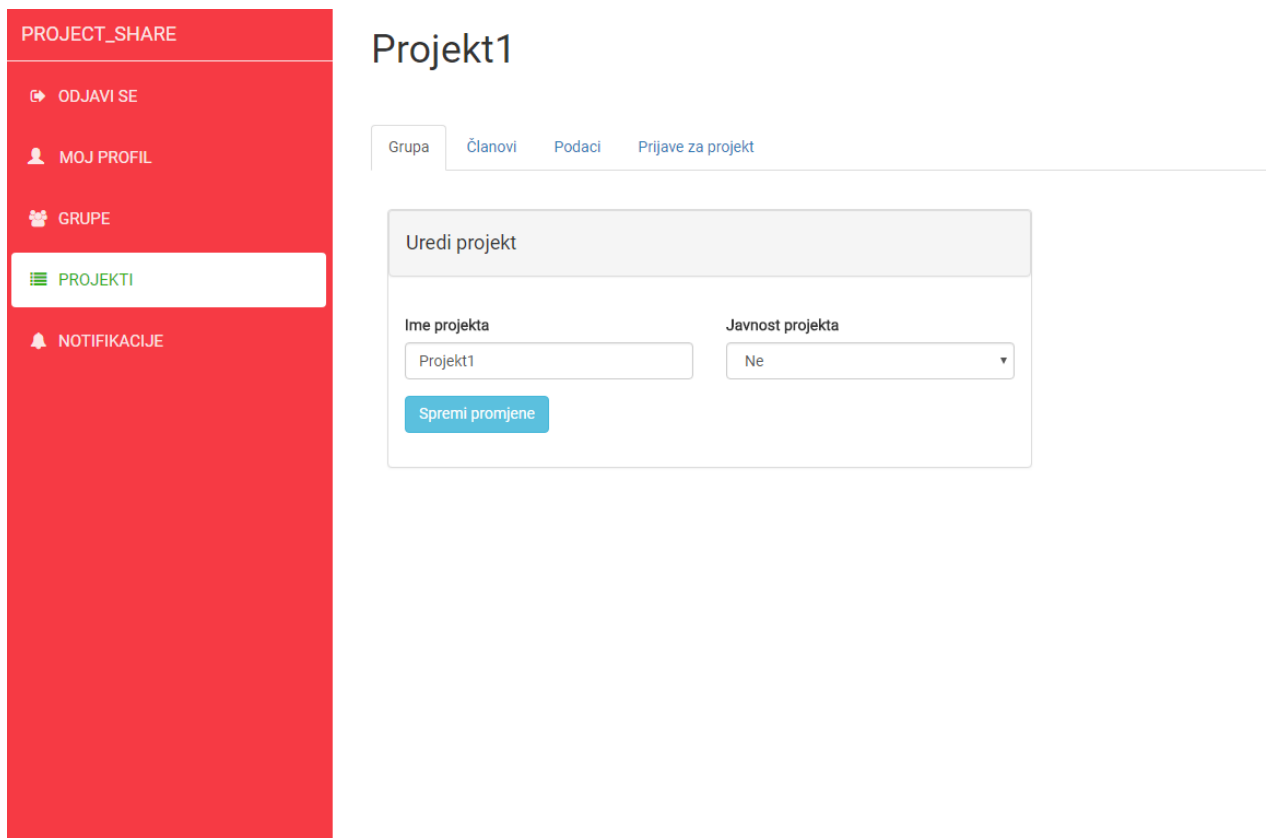 PROJECT_SHARE
ODJAVI SE
MOJ PROFIL
GRUPE
PROJEKTI
NOTIFIKACIJE
Projekt1
Grupa Članovi Podaci Prijave za projekt
Uredi projekt
Ime projekta Javnost projekta
Projekt1 Ne
Spremi promjene